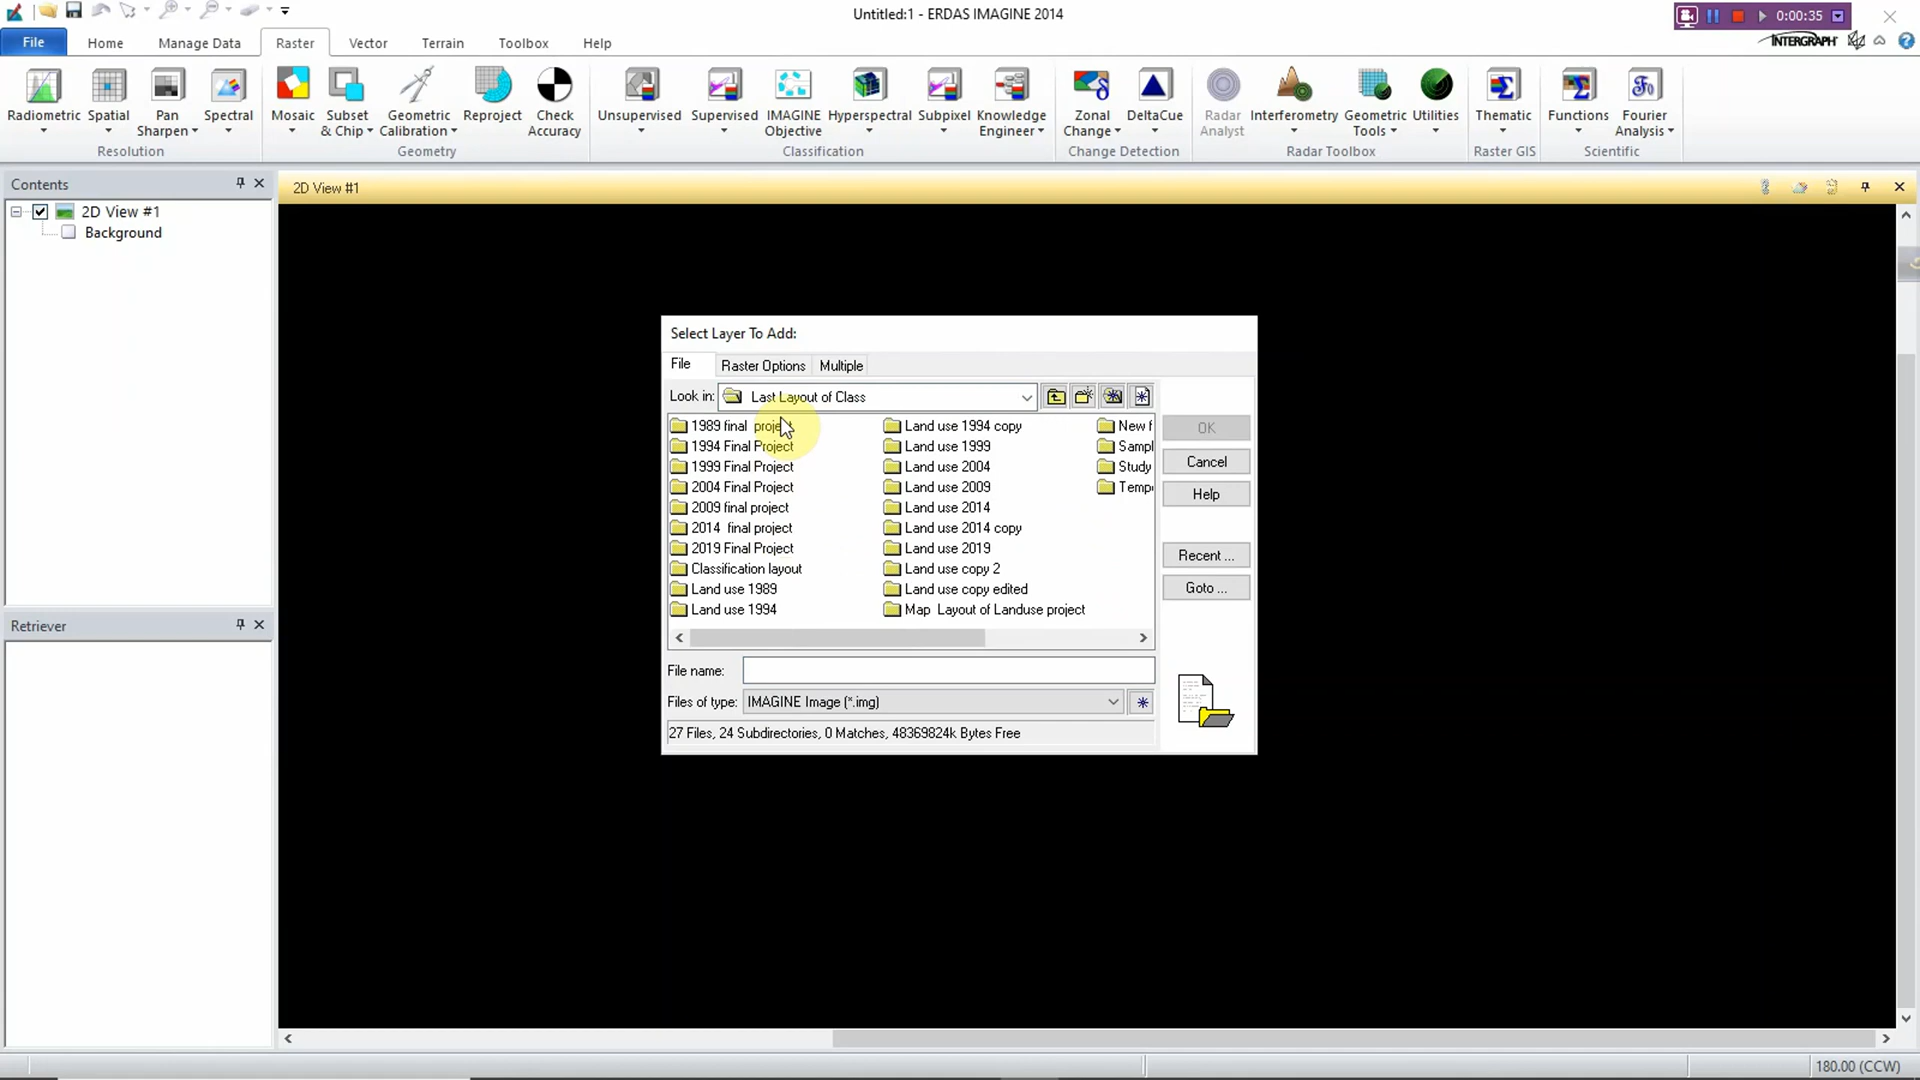 Untitled:1 - ERDAS IMAGINE 2014
0:00:35
File Home Manage Data Raster Vector Terrain Toolbox Help
INTERGRAPH
Radiometric Spatial Pan Sharpen Spectral
Resolution
Mosaic Subset & Chip Geometric Calibration Reproject Check Accuracy
Geometry
Unsupervised Supervised IMAGINE Objective Hyperspectral Subpixel Knowledge Engineer
Classification
Zonal Change DeltaCue
Change Detection
Radar Analyst Interferometry Geometric Tools Utilities
Radar Toolbox
Thematic
Raster GIS
Functions Fourier Analysis
Scientific
Contents
2D View #1
Background
Retriever
2D View #1
Select Layer To Add:
File Raster Options Multiple
Look in: Last Layout of Class
1989 final project
1994 Final Project
1999 Final Project
2004 Final Project
2009 final project
2014 final project
2019 Final Project
Classification layout
Land use 1989
Land use 1994
Land use 1994 copy
Land use 1999
Land use 2004
Land use 2009
Land use 2014
Land use 2014 copy
Land use 2019
Land use copy 2
Land use copy edited
Map Layout of Landuse project
New f
Sampl
Study
Temp
OK
Cancel
Help
Recent ...
Goto ...
File name:
Files of type: IMAGINE Image (*.img)
27 Files, 24 Subdirectories, 0 Matches, 48369824k Bytes Free
180.00 (CCW)